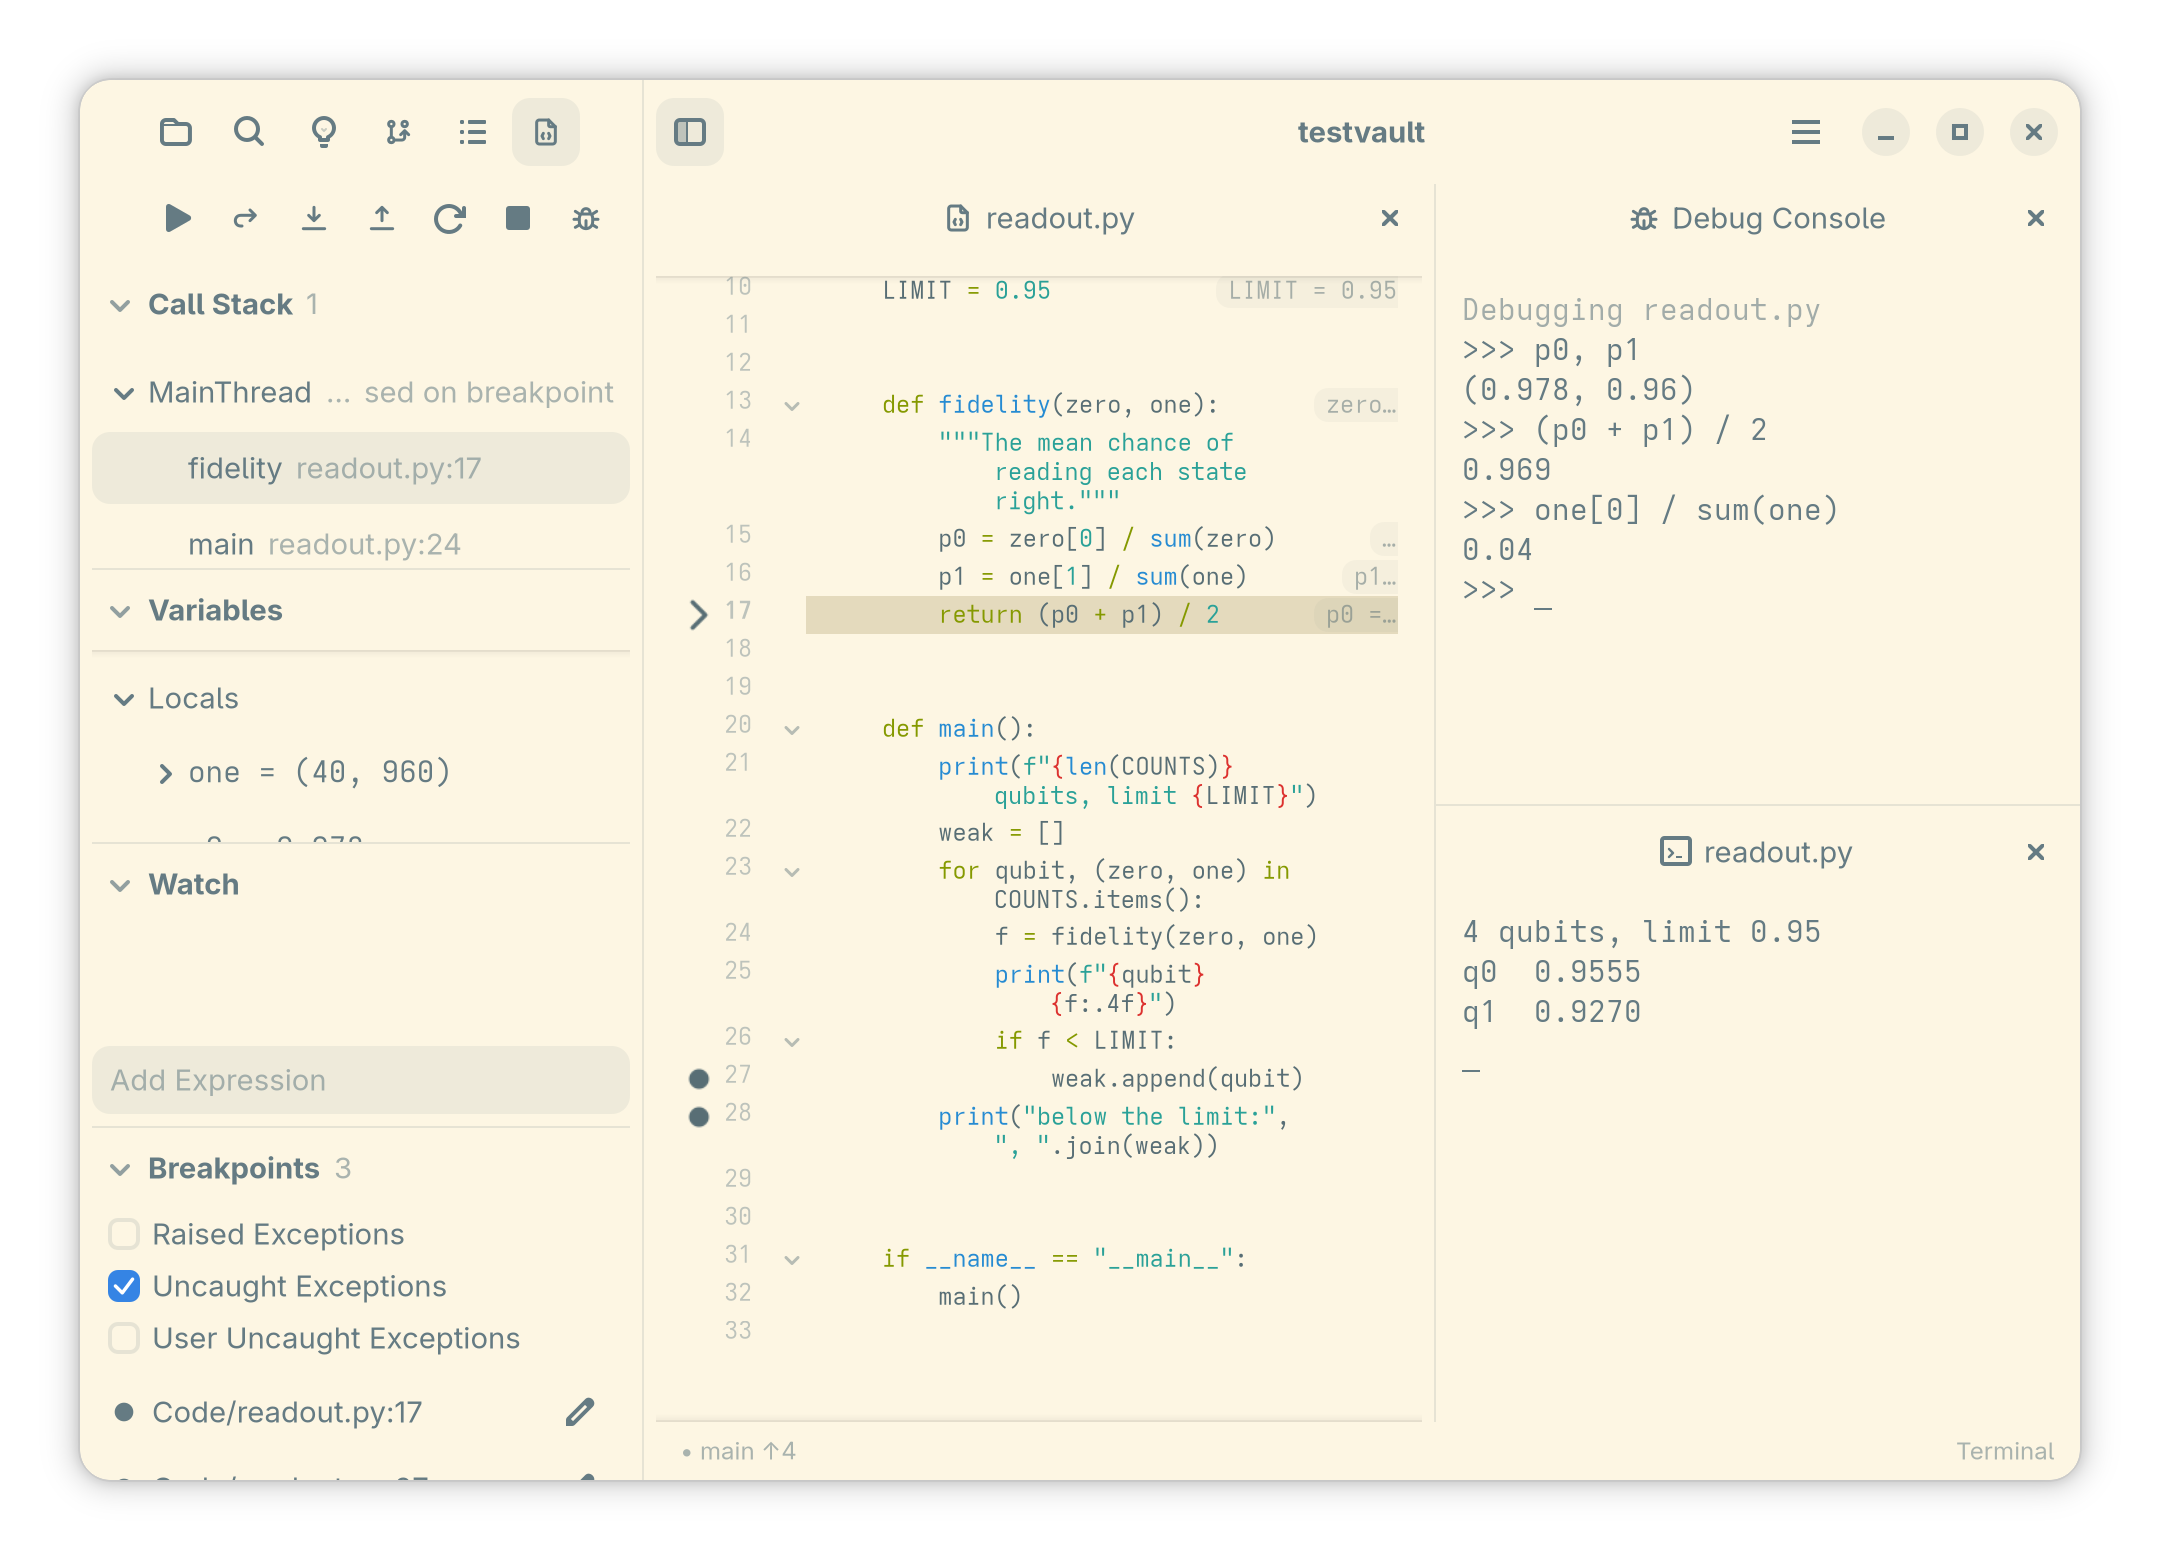 testvault
Call Stack 1
MainThread ... sed on breakpoint
fidelity readout.py:17
main readout.py:24
Variables
Locals
one = (40, 960)
Watch
Add Expression
Breakpoints 3
Raised Exceptions
Uncaught Exceptions
User Uncaught Exceptions
Code/readout.py:17
readout.py
10 LIMIT = 0.95 LIMIT = 0.95
11
12
13 def fidelity(zero, one): zero…
14 """The mean chance of
reading each state
right."""
15 p0 = zero[0] / sum(zero) …
16 p1 = one[1] / sum(one) p1…
17 return (p0 + p1) / 2 p0 =…
18
19
20 def main():
21 print(f"{len(COUNTS)}
qubits, limit {LIMIT}")
22 weak = []
23 for qubit, (zero, one) in
COUNTS.items():
24 f = fidelity(zero, one)
25 print(f"{qubit}
{f:.4f}")
26 if f < LIMIT:
27 weak.append(qubit)
28 print("below the limit:",
", ".join(weak))
29
30
31 if __name__ == "__main__":
32 main()
33
• main ↑4
Debug Console
Debugging readout.py
>>> p0, p1
(0.978, 0.96)
>>> (p0 + p1) / 2
0.969
>>> one[0] / sum(one)
0.04
>>> _
readout.py
4 qubits, limit 0.95
q0 0.9555
q1 0.9270
_
Terminal